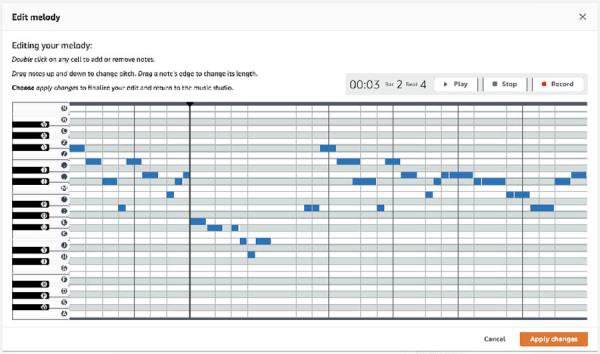 Edit melody
Editing your melody:
Double click on any cell to add or remove notes.
Drag notes up and down to change pitch. Drag a note's edge to change its length.
Choose apply changes to finalize your edit and return to the music studio.
00:03 Bar 2 Beat 4 Play Stop Record
Cancel Apply changes